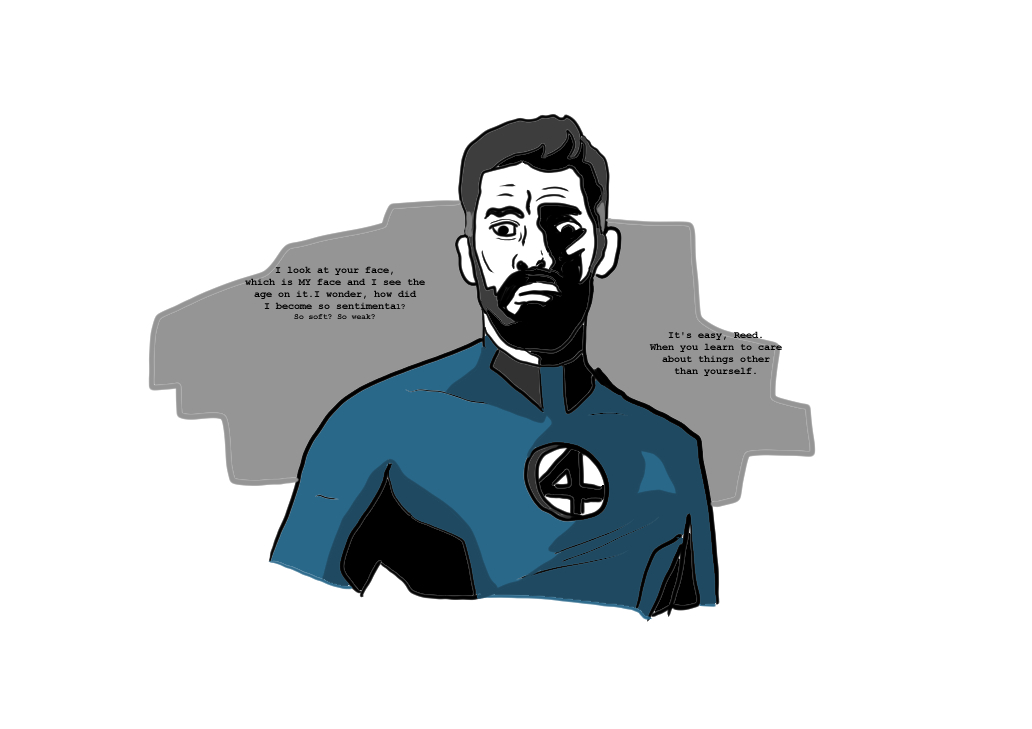 I look at your face,
which is MY face and I see the
age on it.I wonder, how did
I become so sentimental?
So soft? So weak?
It's easy, Reed.
When you learn to care
about things other
than yourself.
4